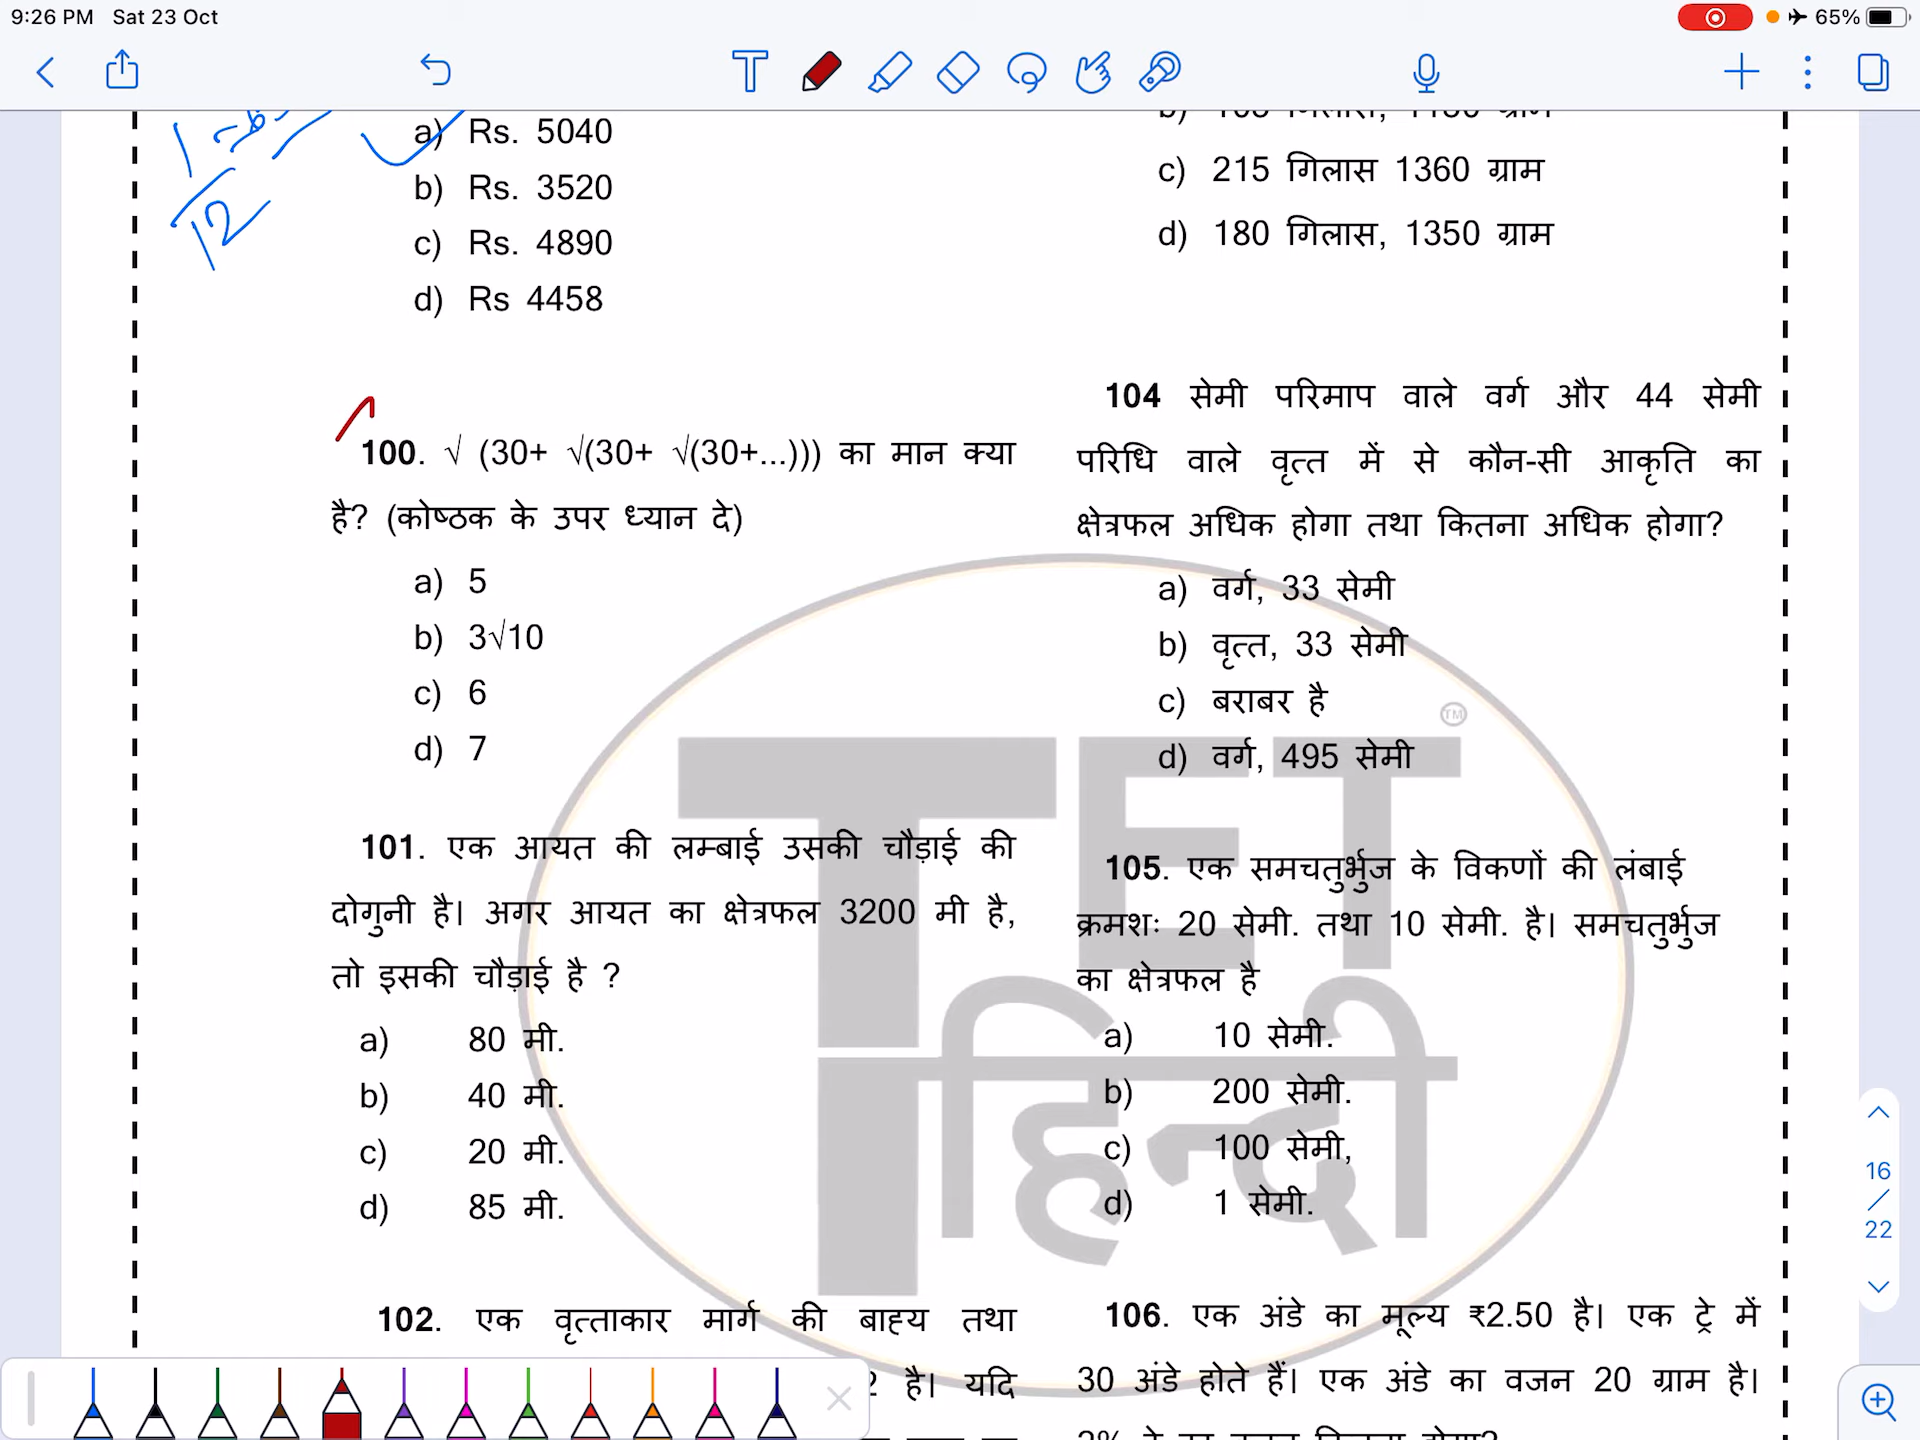 9:26 PM Sat 23 Oct
65%
1
12
a) Rs. 5040
b) Rs. 3520
c) Rs. 4890
d) Rs 4458
100. √ (30+ √(30+ √(30+...))) का मान क्या
है? (कोष्ठक के उपर ध्यान दे)
a) 5
b) 3√10
c) 6
d) 7
101. एक आयत की लम्बाई उसकी चौड़ाई की
दोगुनी है। अगर आयत का क्षेत्रफल 3200 मी है,
तो इसकी चौड़ाई है ?
a) 80 मी.
b) 40 मी.
c) 20 मी.
d) 85 मी.
102. एक वृत्ताकार मार्ग की बाह्य तथा
है। यदि
c) 215 गिलास 1360 ग्राम
d) 180 गिलास, 1350 ग्राम
104 सेमी परिमाप वाले वर्ग और 44 सेमी
परिधि वाले वृत्त में से कौन-सी आकृति का
क्षेत्रफल अधिक होगा तथा कितना अधिक होगा?
a) वर्ग, 33 सेमी
b) वृत्त, 33 सेमी
c) बराबर है
d) वर्ग, 495 सेमी
105. एक समचतुर्भुज के विकणों की लंबाई
क्रमशः 20 सेमी. तथा 10 सेमी. है। समचतुर्भुज
का क्षेत्रफल है
a) 10 सेमी.
b) 200 सेमी.
c) 100 सेमी,
d) 1 सेमी.
106. एक अंडे का मूल्य ₹2.50 है। एक ट्रे में
30 अंडे होते हैं। एक अंडे का वजन 20 ग्राम है।
TET
हिन्दी
TM
16
/
22